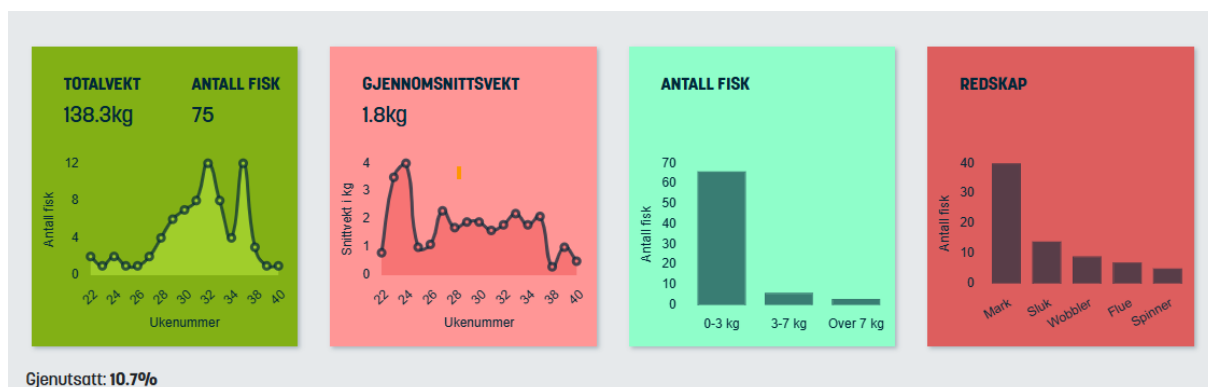 TOTALVEKT ANTALL FISK
138.3kg 75
12
8
4
0
Antall fisk
22 24 26 28 30 32 34 38 40
Ukenummer
GJENNOMSNITTSVEKT
1.8kg
4
3
2
1
0
Snittvekt i kg
22 24 26 28 30 32 34 38 40
Ukenummer
ANTALL FISK
70
60
50
40
30
20
10
0
Antall fisk
0-3 kg 3-7 kg Over 7 kg
REDSKAP
40
30
20
10
0
Antall fisk
Mark Sluk Wobbler Flue Spinner
Gjenutsatt: 10.7%